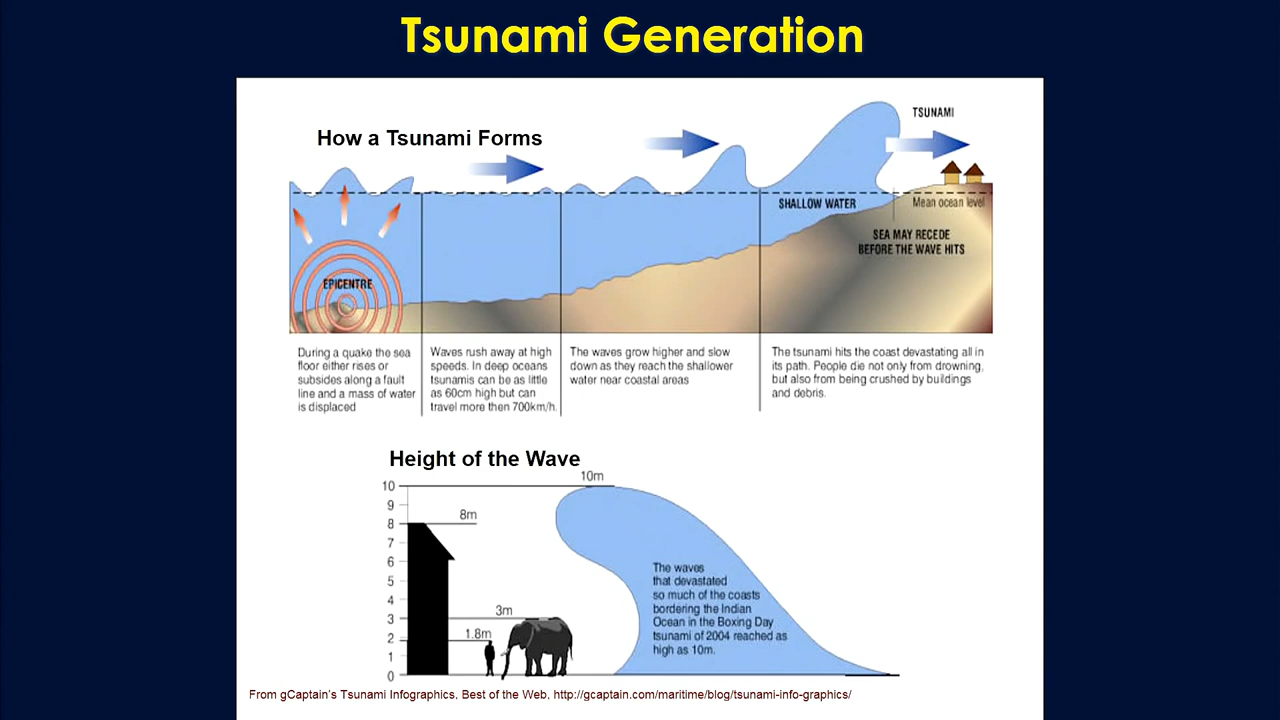 Tsunami Generation
How a Tsunami Forms
TSUNAMI
SHALLOW WATER
Mean ocean level
SEA MAY RECEDE
BEFORE THE WAVE HITS
EPICENTRE
During a quake the sea
floor either rises or
subsides along a fault
line and a mass of water
is displaced
Waves rush away at high
speeds. In deep oceans
tsunamis can be as little
as 60cm high but can
travel more then 700km/h.
The waves grow higher and slow
down as they reach the shallower
water near coastal areas
The tsunami hits the coast devastating all in
its path. People die not only from drowning,
but also from being crushed by buildings
and debris.
Height of the Wave
10m
10
9
8m
8
7
6
5
4
3m
3
1.8m
2
1
0
The waves
that devastated
so much of the coasts
bordering the Indian
Ocean in the Boxing Day
tsunami of 2004 reached as
high as 10m.
From gCaptain's Tsunami Infographics, Best of the Web, http://gcaptain.com/maritime/blog/tsunami-info-graphics/